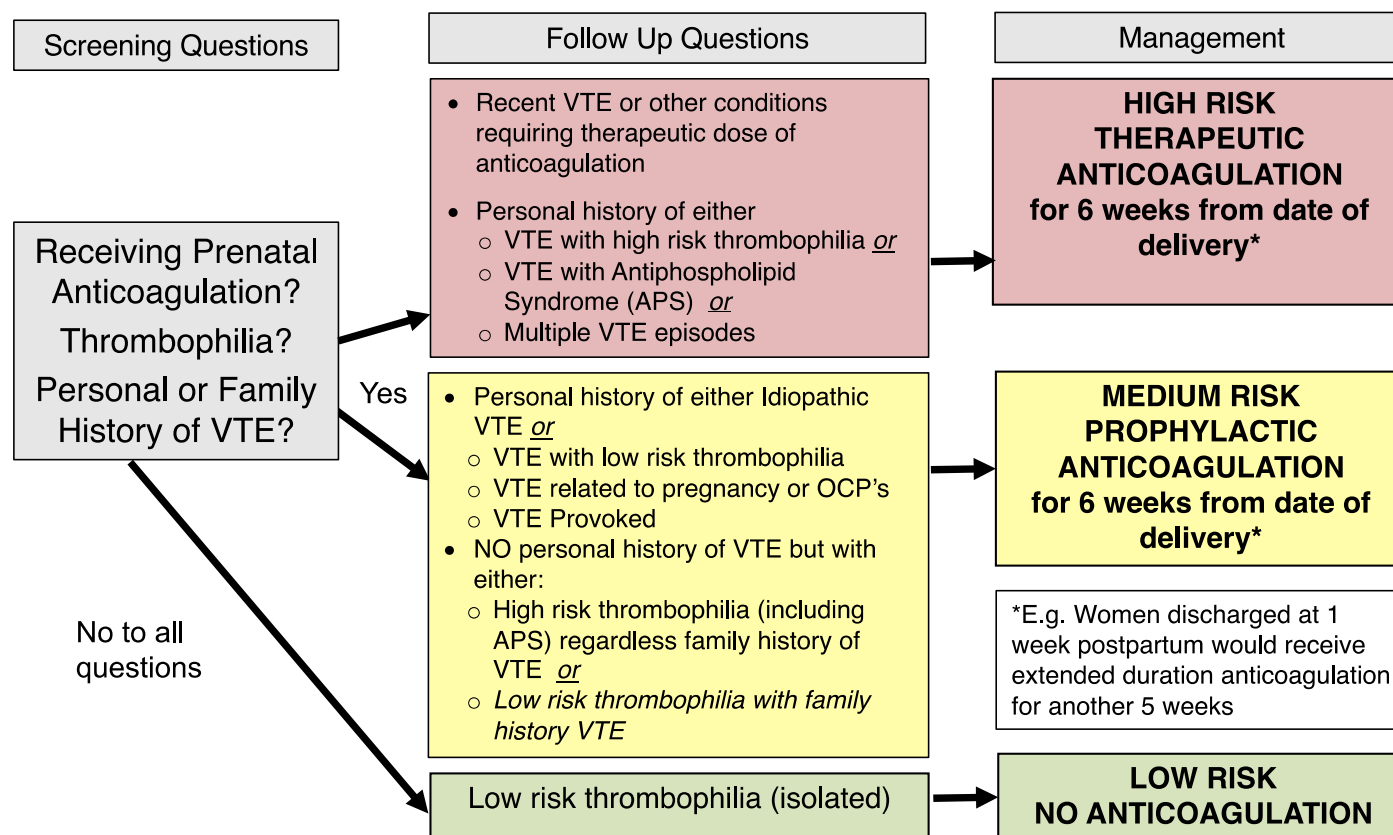 Screening Questions
Follow Up Questions
Management
Receiving Prenatal
Anticoagulation?
Thrombophilia?
Personal or Family
History of VTE?
Yes
No to all
questions
• Recent VTE or other conditions
requiring therapeutic dose of
anticoagulation
• Personal history of either
o VTE with high risk thrombophilia or
o VTE with Antiphospholipid
Syndrome (APS) or
o Multiple VTE episodes
HIGH RISK
THERAPEUTIC
ANTICOAGULATION
for 6 weeks from date of
delivery*
• Personal history of either Idiopathic
VTE or
o VTE with low risk thrombophilia
o VTE related to pregnancy or OCP's
o VTE Provoked
• NO personal history of VTE but with
either:
o High risk thrombophilia (including
APS) regardless family history of
VTE or
o Low risk thrombophilia with family
history VTE
MEDIUM RISK
PROPHYLACTIC
ANTICOAGULATION
for 6 weeks from date of
delivery*
*E.g. Women discharged at 1
week postpartum would receive
extended duration anticoagulation
for another 5 weeks
Low risk thrombophilia (isolated)
LOW RISK
NO ANTICOAGULATION